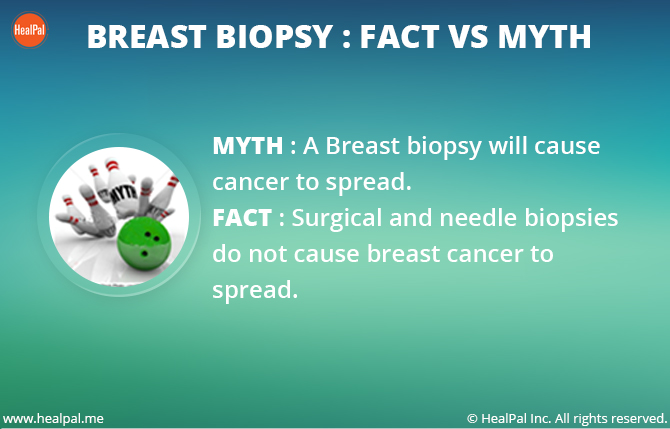 HealPal
BREAST BIOPSY : FACT VS MYTH
MYTH : A Breast biopsy will cause
cancer to spread.
MYTH
FACT : Surgical and needle biopsies
do not cause breast cancer to
spread.
www.healpal.me
© HealPal Inc. All rights reserved.